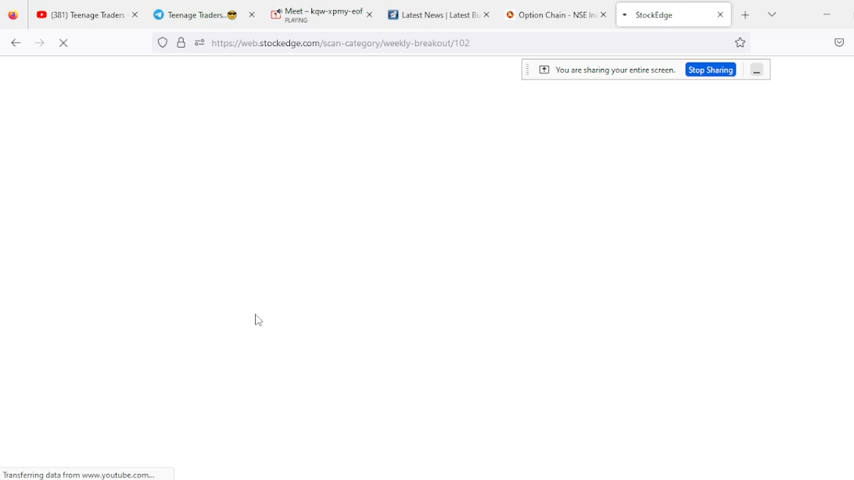 (381) Teenage Traders
Teenage Traders..😎
Meet – kqw-xpmy-eof
PLAYING
Latest News | Latest Bu
Option Chain - NSE In
StockEdge
https://web.stockedge.com/scan-category/weekly-breakout/102
You are sharing your entire screen.
Stop Sharing
Transferring data from www.youtube.com...